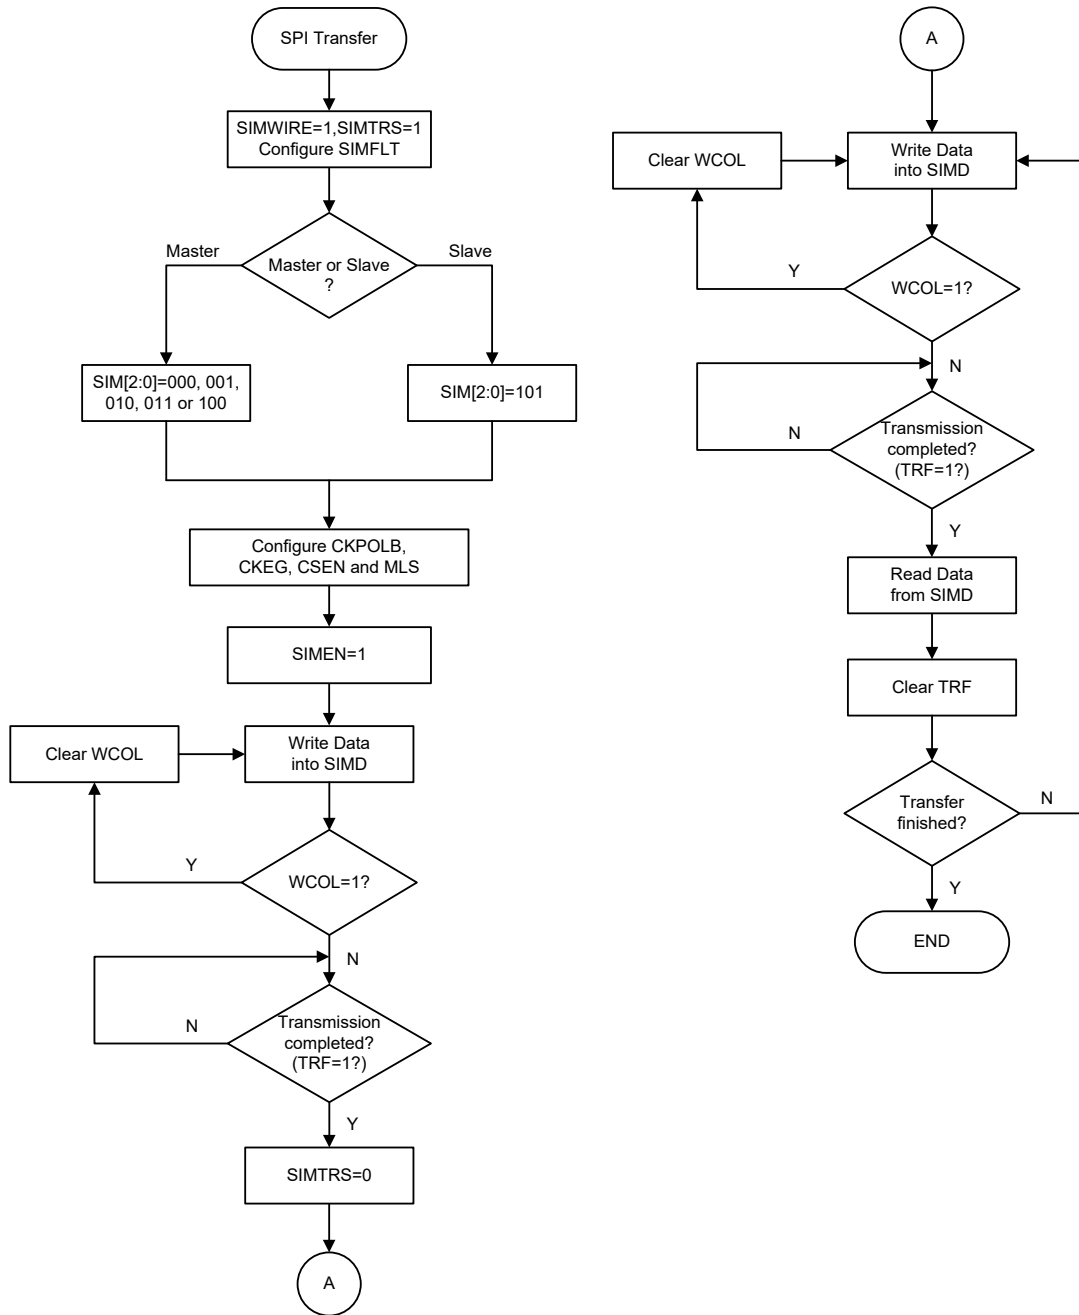 SPI Transfer
SIMWIRE=1,SIMTRS=1
Configure SIMFLT
Master
Slave
Master or Slave
?
SIM[2:0]=000, 001,
010, 011 or 100
SIM[2:0]=101
Configure CKPOLB,
CKEG, CSEN and MLS
SIMEN=1
Clear WCOL
Write Data
into SIMD
Y
WCOL=1?
N
N
Transmission
completed?
(TRF=1?)
Y
SIMTRS=0
A
A
Clear WCOL
Write Data
into SIMD
Y
WCOL=1?
N
N
Transmission
completed?
(TRF=1?)
Y
Read Data
from SIMD
Clear TRF
Transfer
finished?
N
Y
END